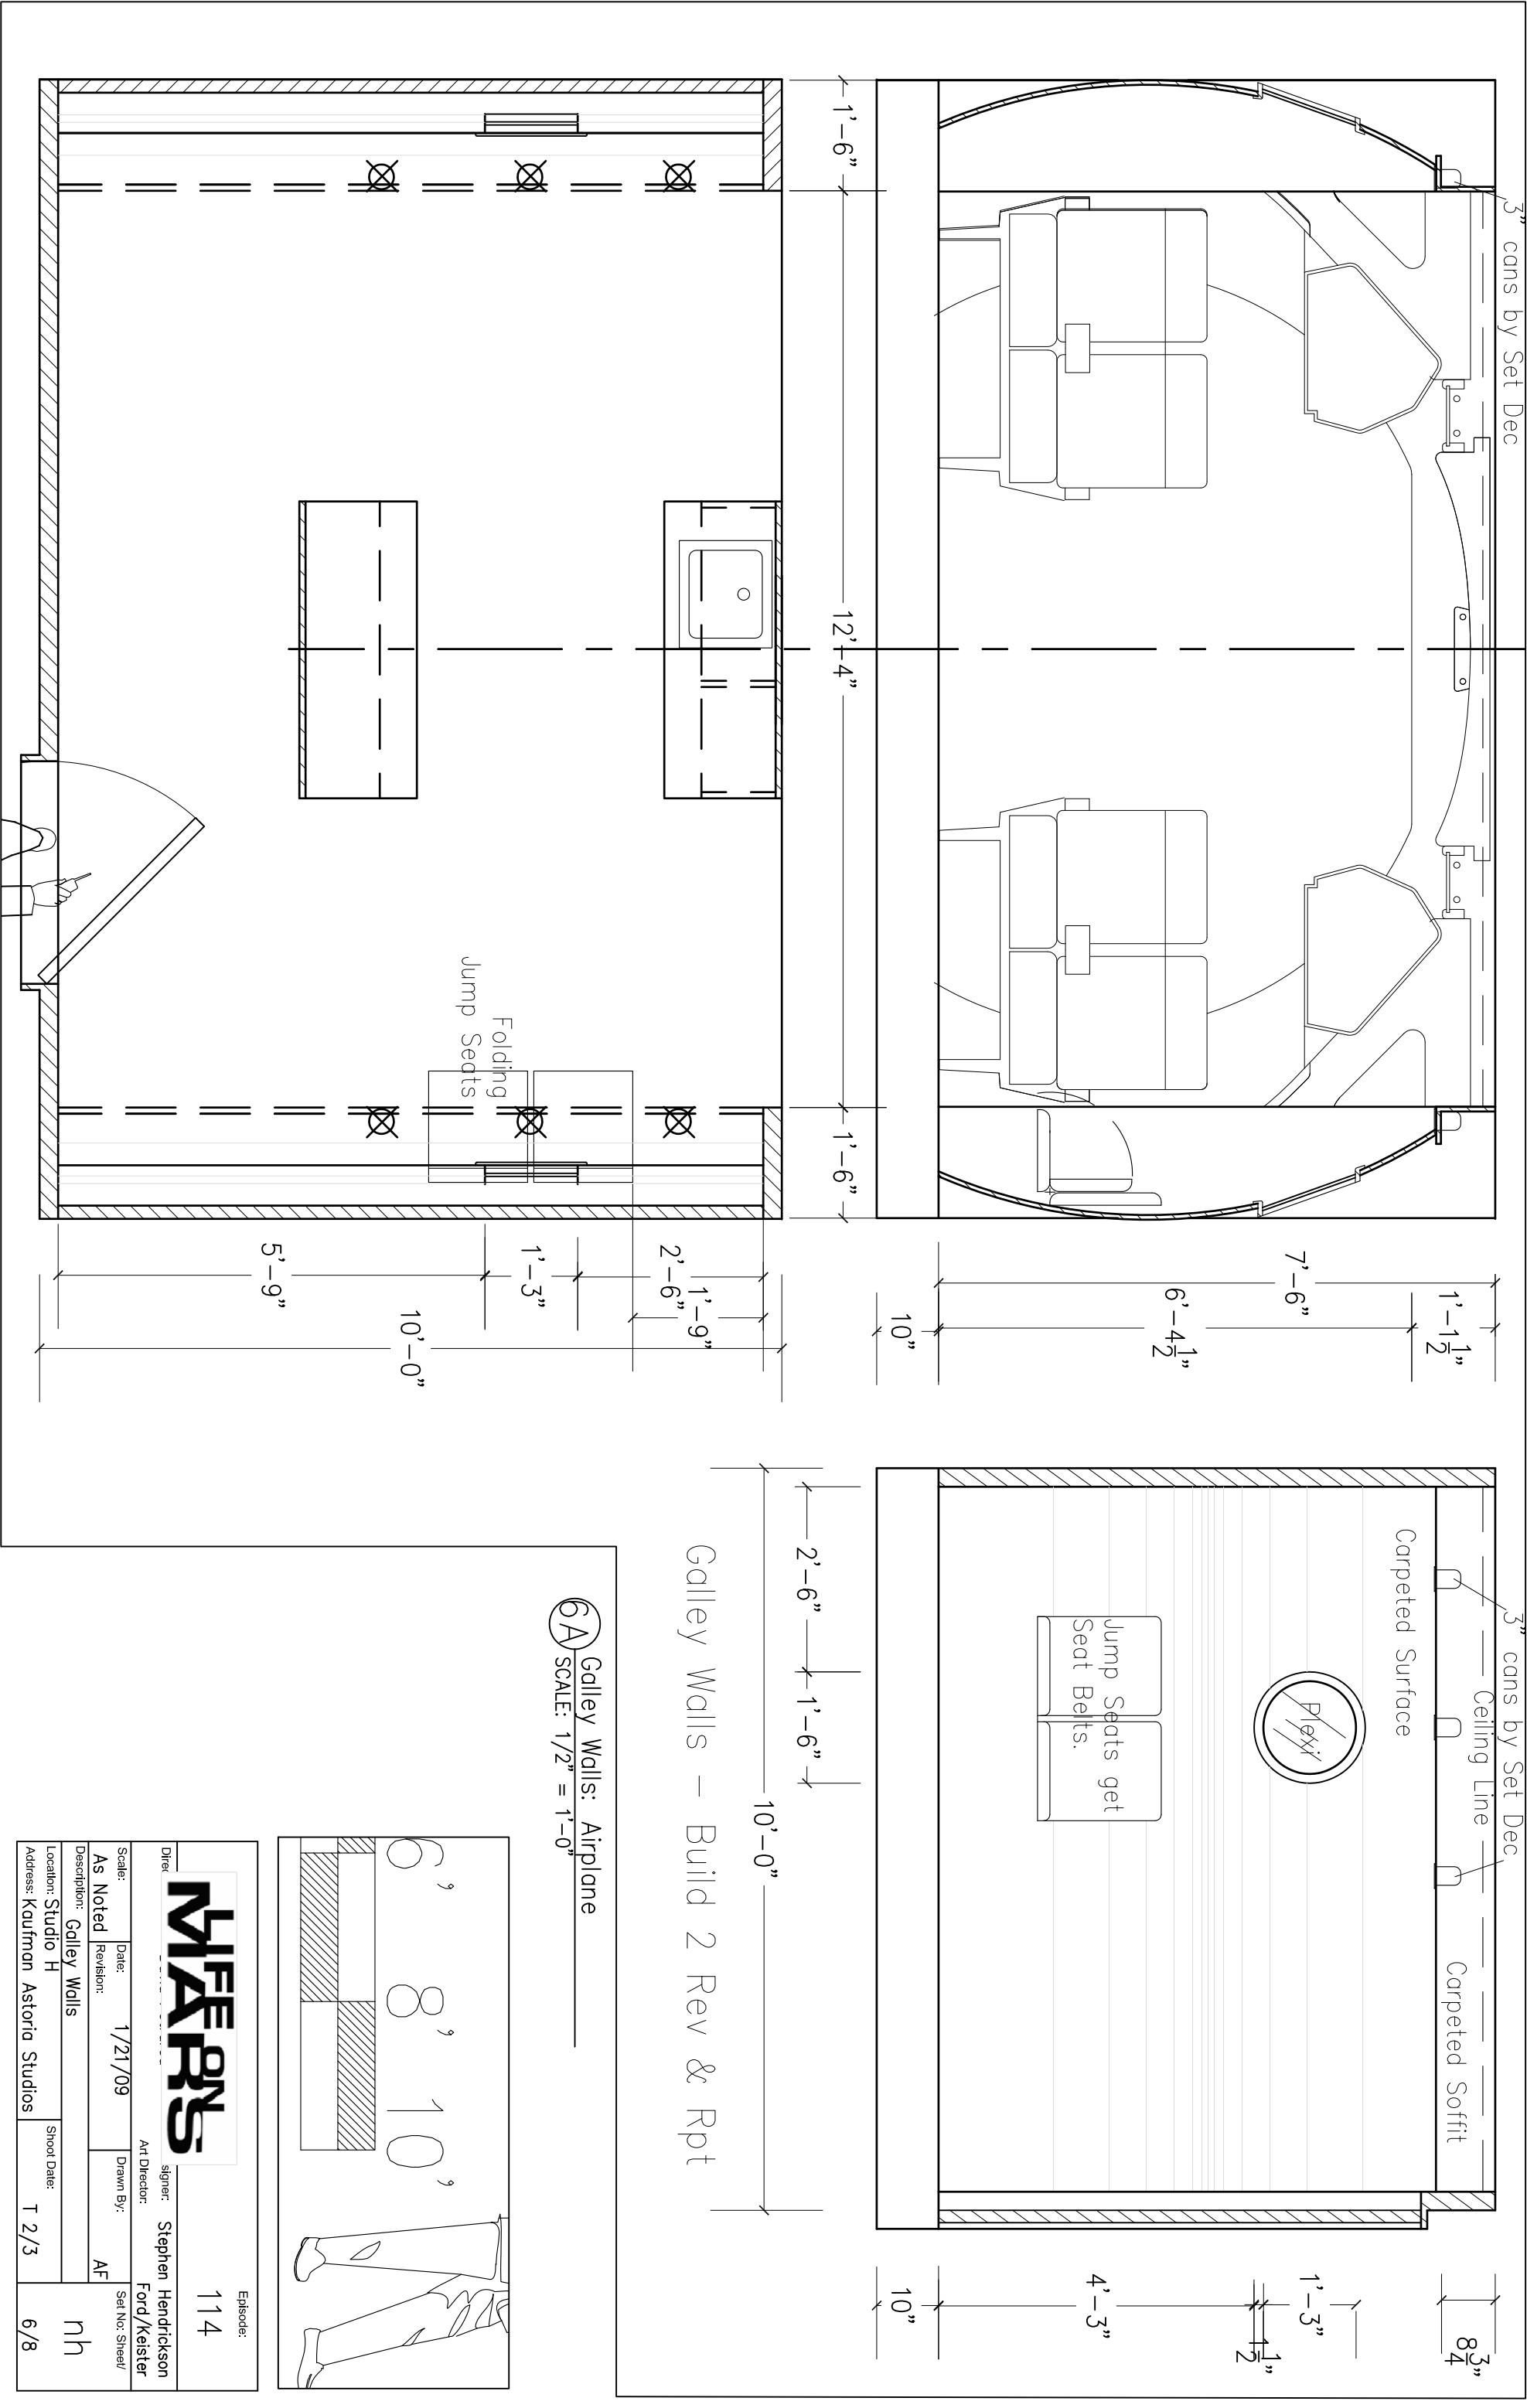 3" cans by Set Dec
3" cans by Set Dec
Ceiling Line
Carpeted Surface
Carpeted Soffit
1'-1 1/2"
7'-6"
6'-4 1/2"
10"
Plexi
Jump Seats get
Seat Belts.
8 3/4"
1'-3"
1 1/2"
4'-3"
10"
1'-6"
12'-4"
1'-6"
2'-6"
1'-6"
10'-0"
Galley Walls - Build 2 Rev & Rpt
Folding
Jump Seats
2'-6"
1'-9"
1'-3"
5'-9"
10'-0"
6A
Galley Walls: Airplane
SCALE: 1/2" = 1'-0"
6' 8' 10'
LIFE ON
MARS
Episode:
114
Direc
signer: Stephen Hendrickson
Art Director: Ford/Keister
Scale:
As Noted
Date: 1/21/09
Revision:
Drawn By:
AF
Set No: Sheet/
nh
6/8
Description: Galley Walls
Location: Studio H
Address: Kaufman Astoria Studios
Shoot Date:
T 2/3